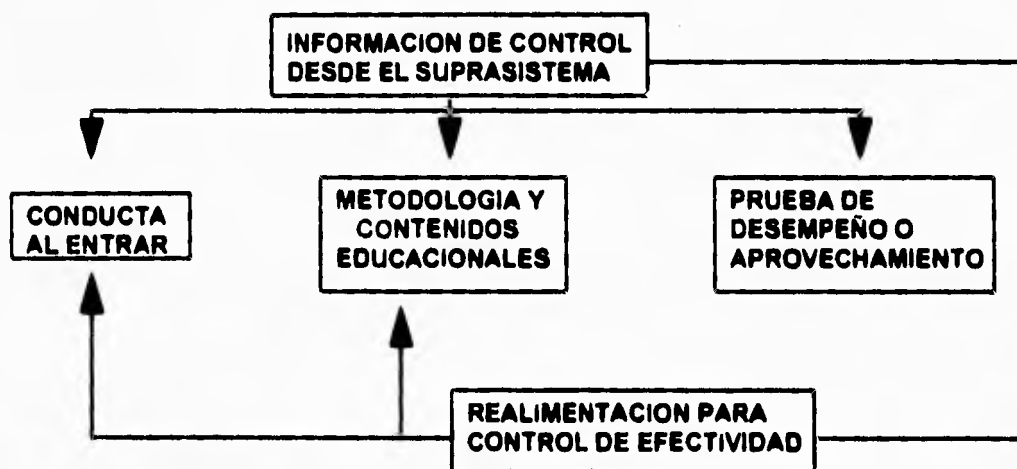 INFORMACION DE CONTROL
DESDE EL SUPRASISTEMA
CONDUCTA
AL ENTRAR
METODOLOGIA Y
CONTENIDOS
EDUCACIONALES
PRUEBA DE
DESEMPEÑO O
APROVECHAMIENTO
REALIMENTACION PARA
CONTROL DE EFECTIVIDAD